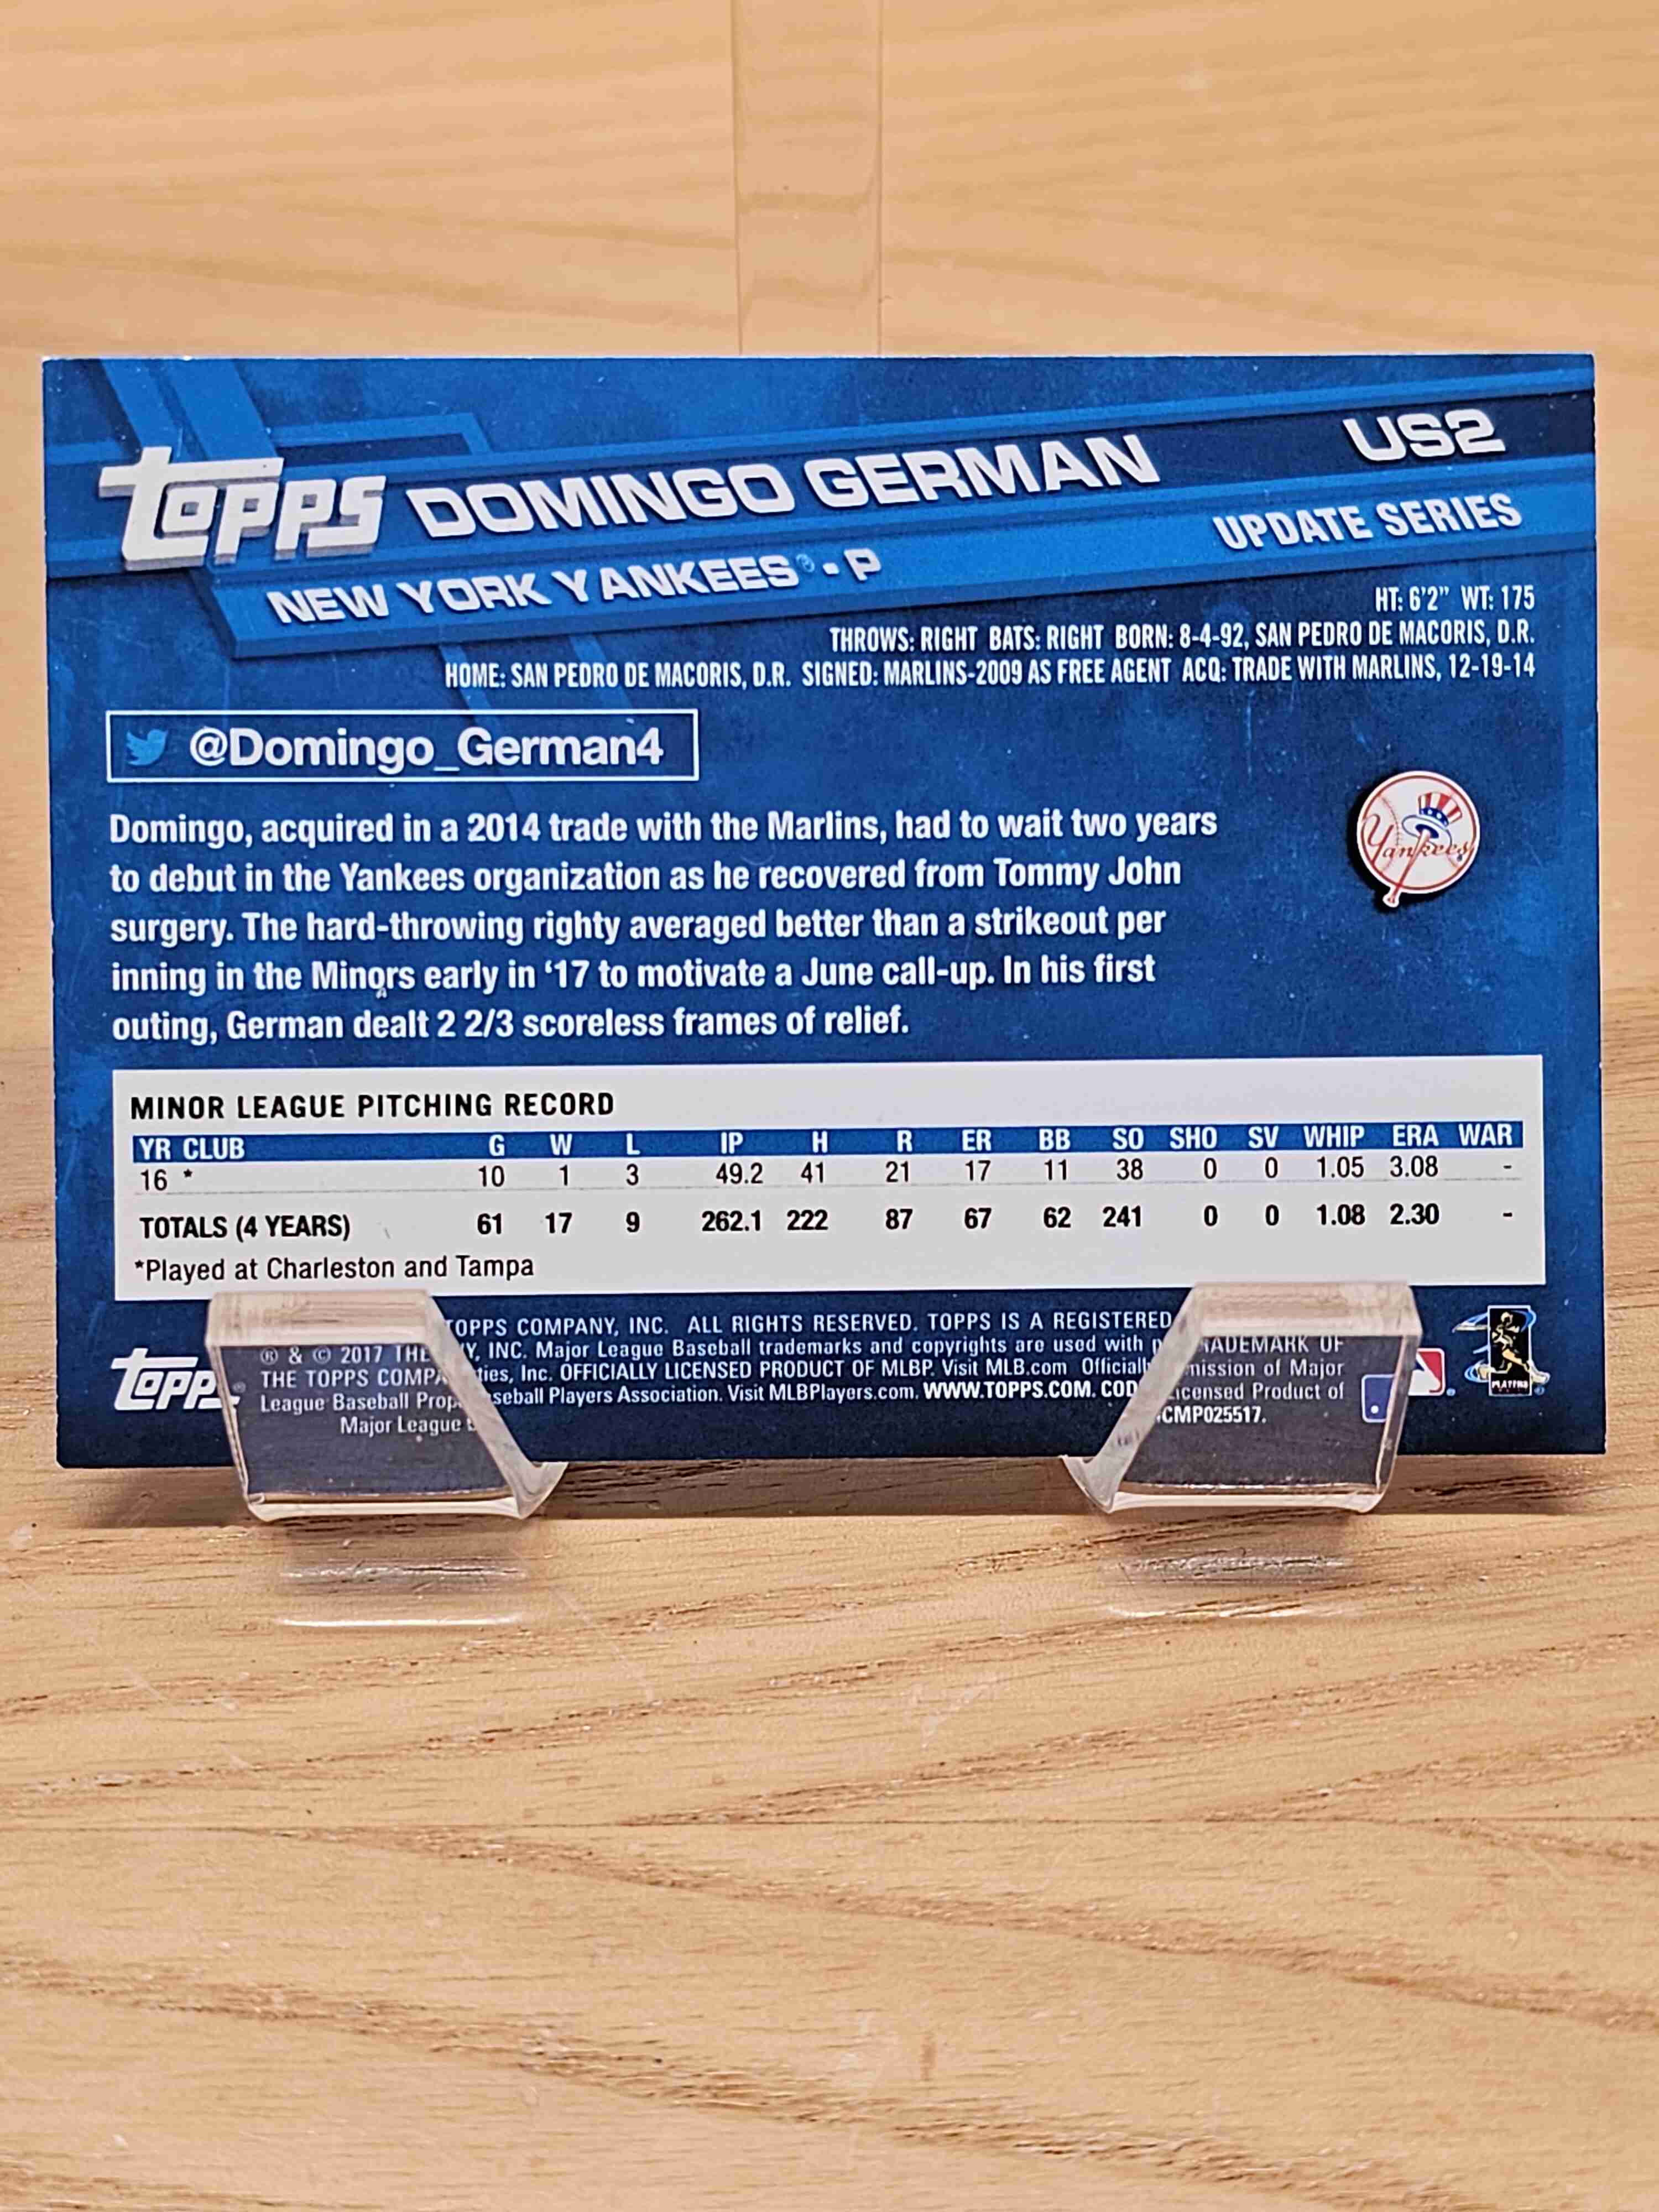 TOPPS DOMINGO GERMAN US2
NEW YORK YANKEES® - P UPDATE SERIES
HT: 6'2" WT: 175
THROWS: RIGHT BATS: RIGHT BORN: 8-4-92, SAN PEDRO DE MACORIS, D.R.
HOME: SAN PEDRO DE MACORIS, D.R. SIGNED: MARLINS-2009 AS FREE AGENT ACQ: TRADE WITH MARLINS, 12-19-14
@Domingo_German4
Yankees
Domingo, acquired in a 2014 trade with the Marlins, had to wait two years
to debut in the Yankees organization as he recovered from Tommy John
surgery. The hard-throwing righty averaged better than a strikeout per
inning in the Minors early in ‘17 to motivate a June call-up. In his first
outing, German dealt 2 2/3 scoreless frames of relief.
MINOR LEAGUE PITCHING RECORD
YR CLUB G W L IP H R ER BB SO SHO SV WHIP ERA WAR
16 * 10 1 3 49.2 41 21 17 11 38 0 0 1.05 3.08 -
TOTALS (4 YEARS) 61 17 9 262.1 222 87 67 62 241 0 0 1.08 2.30 -
*Played at Charleston and Tampa
® & © 2017 THE TOPPS COMPANY, INC. ALL RIGHTS RESERVED. TOPPS IS A REGISTERED TRADEMARK OF
THE TOPPS COMPANY, INC. Major League Baseball trademarks and copyrights are used with permission of Major
League Baseball Properties, Inc. OFFICIALLY LICENSED PRODUCT OF MLBP. Visit MLB.com Officially Licensed Product of
Major League Baseball Players Association. Visit MLBPlayers.com. WWW.TOPPS.COM. CODE#CMP025517.
Topps
PLAYERS